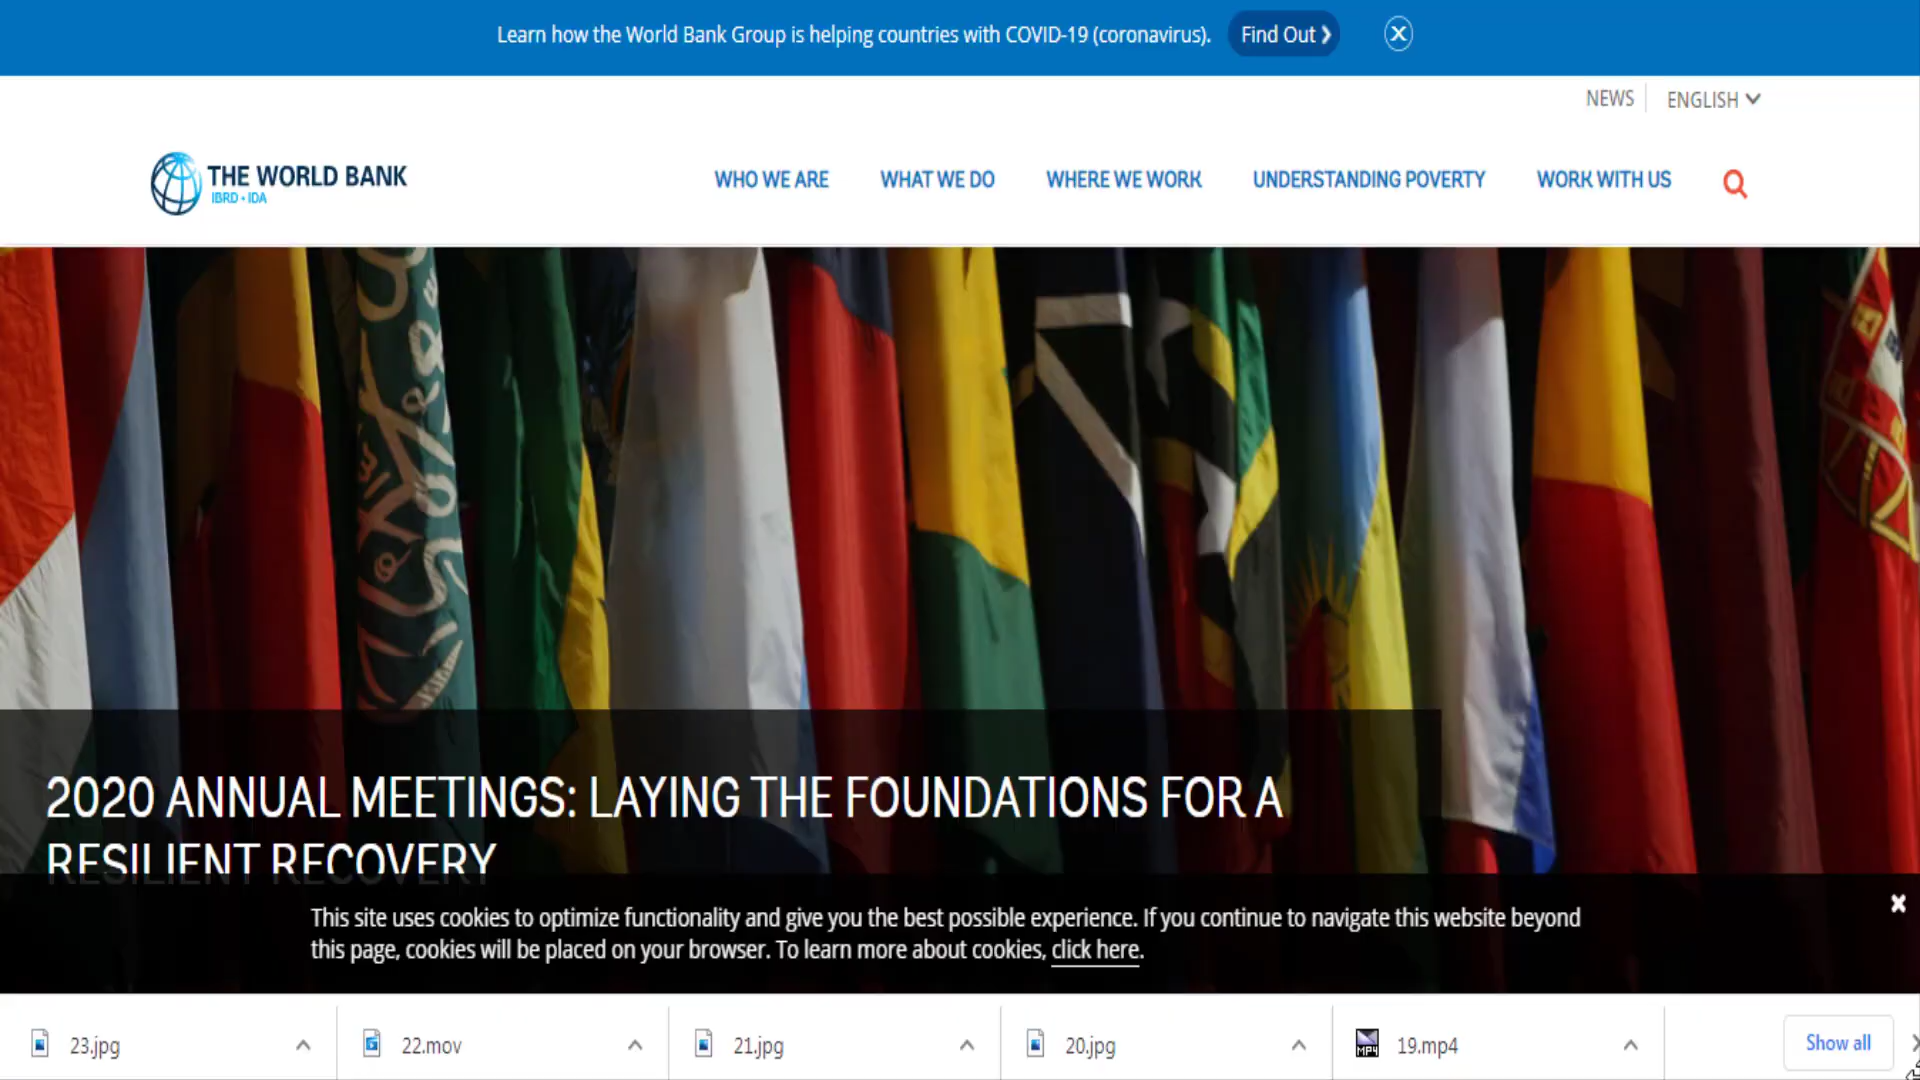 Learn how the World Bank Group is helping countries with COVID-19 (coronavirus). Find Out ❯
NEWS ENGLISH
THE WORLD BANK
IBRD • IDA
WHO WE ARE WHAT WE DO WHERE WE WORK UNDERSTANDING POVERTY WORK WITH US
2020 ANNUAL MEETINGS: LAYING THE FOUNDATIONS FOR A
RESILIENT RECOVERY
This site uses cookies to optimize functionality and give you the best possible experience. If you continue to navigate this website beyond
this page, cookies will be placed on your browser. To learn more about cookies, click here.
23.jpg 22.mov 21.jpg 20.jpg MP4 19.mp4 Show all